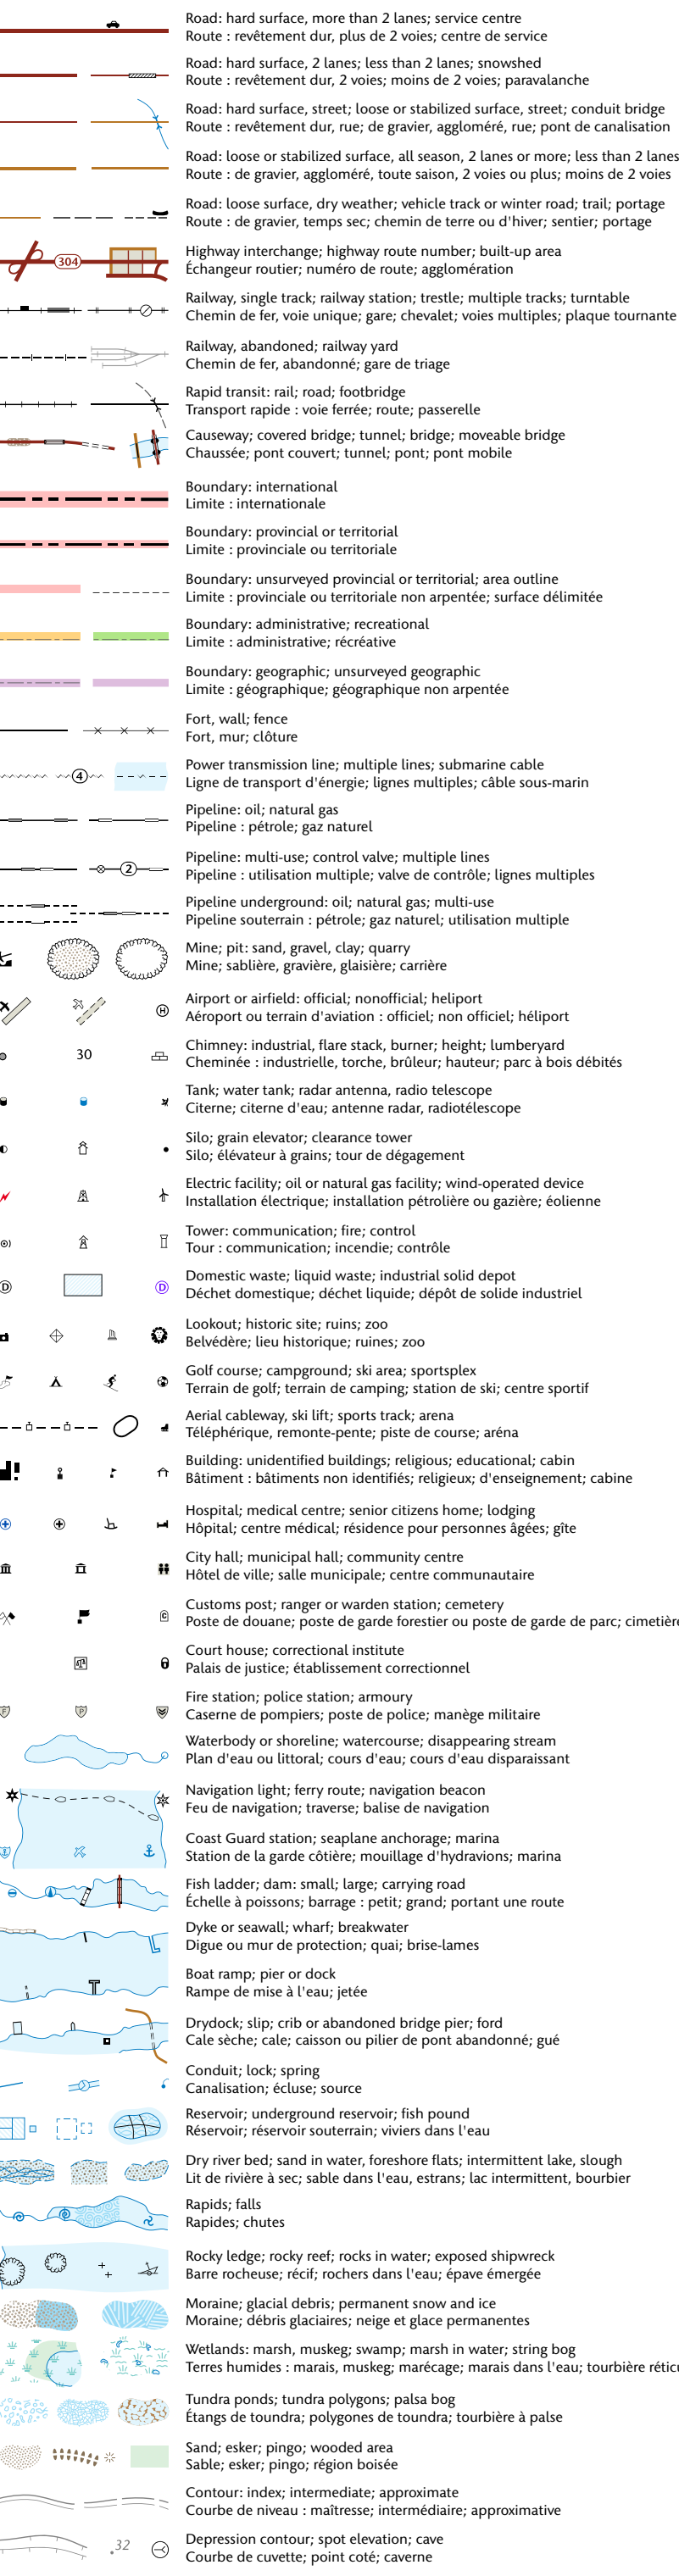 Road: hard surface, more than 2 lanes; service centre
Route : revêtement dur, plus de 2 voies; centre de service
Road: hard surface, 2 lanes; less than 2 lanes; snowshed
Route : revêtement dur, 2 voies; moins de 2 voies; paravalanche
Road: hard surface, street; loose or stabilized surface, street; conduit bridge
Route : revêtement dur, rue; de gravier, aggloméré, rue; pont de canalisation
Road: loose or stabilized surface, all season, 2 lanes or more; less than 2 lanes
Route : de gravier, aggloméré, toute saison, 2 voies ou plus; moins de 2 voies
Road: loose surface, dry weather; vehicle track or winter road; trail; portage
Route : de gravier, temps sec; chemin de terre ou d'hiver; sentier; portage
304
Highway interchange; highway route number; built-up area
Échangeur routier; numéro de route; agglomération
Railway, single track; railway station; trestle; multiple tracks; turntable
Chemin de fer, voie unique; gare; chevalet; voies multiples; plaque tournante
Railway, abandoned; railway yard
Chemin de fer, abandonné; gare de triage
Rapid transit: rail; road; footbridge
Transport rapide : voie ferrée; route; passerelle
Causeway; covered bridge; tunnel; bridge; moveable bridge
Chaussée; pont couvert; tunnel; pont; pont mobile
Boundary: international
Limite : internationale
Boundary: provincial or territorial
Limite : provinciale ou territoriale
Boundary: unsurveyed provincial or territorial; area outline
Limite : provinciale ou territoriale non arpentée; surface délimitée
Boundary: administrative; recreational
Limite : administrative; récréative
Boundary: geographic; unsurveyed geographic
Limite : géographique; géographique non arpentée
Fort, wall; fence
Fort, mur; clôture
4
Power transmission line; multiple lines; submarine cable
Ligne de transport d'énergie; lignes multiples; câble sous-marin
Pipeline: oil; natural gas
Pipeline : pétrole; gaz naturel
2
Pipeline: multi-use; control valve; multiple lines
Pipeline : utilisation multiple; valve de contrôle; lignes multiples
Pipeline underground: oil; natural gas; multi-use
Pipeline souterrain : pétrole; gaz naturel; utilisation multiple
Mine; pit: sand, gravel, clay; quarry
Mine; sablière, gravière, glaisière; carrière
H
Airport or airfield: official; nonofficial; heliport
Aéroport ou terrain d'aviation : officiel; non officiel; héliport
30
Chimney: industrial, flare stack, burner; height; lumberyard
Cheminée : industrielle, torche, brûleur; hauteur; parc à bois débités
Tank; water tank; radar antenna, radio telescope
Citerne; citerne d'eau; antenne radar, radiotélescope
Silo; grain elevator; clearance tower
Silo; élévateur à grains; tour de dégagement
Electric facility; oil or natural gas facility; wind-operated device
Installation électrique; installation pétrolière ou gazière; éolienne
Tower: communication; fire; control
Tour : communication; incendie; contrôle
D D
Domestic waste; liquid waste; industrial solid depot
Déchet domestique; déchet liquide; dépôt de solide industriel
Lookout; historic site; ruins; zoo
Belvédère; lieu historique; ruines; zoo
Golf course; campground; ski area; sportsplex
Terrain de golf; terrain de camping; station de ski; centre sportif
Aerial cableway, ski lift; sports track; arena
Téléphérique, remonte-pente; piste de course; aréna
Building: unidentified buildings; religious; educational; cabin
Bâtiment : bâtiments non identifiés; religieux; d'enseignement; cabine
Hospital; medical centre; senior citizens home; lodging
Hôpital; centre médical; résidence pour personnes âgées; gîte
City hall; municipal hall; community centre
Hôtel de ville; salle municipale; centre communautaire
C
Customs post; ranger or warden station; cemetery
Poste de douane; poste de garde forestier ou poste de garde de parc; cimetière
Court house; correctional institute
Palais de justice; établissement correctionnel
F P
Fire station; police station; armoury
Caserne de pompiers; poste de police; manège militaire
Waterbody or shoreline; watercourse; disappearing stream
Plan d'eau ou littoral; cours d'eau; cours d'eau disparaissant
Navigation light; ferry route; navigation beacon
Feu de navigation; traverse; balise de navigation
Coast Guard station; seaplane anchorage; marina
Station de la garde côtière; mouillage d'hydravions; marina
Fish ladder; dam: small; large; carrying road
Échelle à poissons; barrage : petit; grand; portant une route
Dyke or seawall; wharf; breakwater
Digue ou mur de protection; quai; brise-lames
Boat ramp; pier or dock
Rampe de mise à l'eau; jetée
Drydock; slip; crib or abandoned bridge pier; ford
Cale sèche; cale; caisson ou pilier de pont abandonné; gué
Conduit; lock; spring
Canalisation; écluse; source
Reservoir; underground reservoir; fish pound
Réservoir; réservoir souterrain; viviers dans l'eau
Dry river bed; sand in water, foreshore flats; intermittent lake, slough
Lit de rivière à sec; sable dans l'eau, estrans; lac intermittent, bourbier
Rapids; falls
Rapides; chutes
Rocky ledge; rocky reef; rocks in water; exposed shipwreck
Barre rocheuse; récif; rochers dans l'eau; épave émergée
Moraine; glacial debris; permanent snow and ice
Moraine; débris glaciaires; neige et glace permanentes
Wetlands: marsh, muskeg; swamp; marsh in water; string bog
Terres humides : marais, muskeg; marécage; marais dans l'eau; tourbière réticu
Tundra ponds; tundra polygons; palsa bog
Étangs de toundra; polygones de toundra; tourbière à palse
Sand; esker; pingo; wooded area
Sable; esker; pingo; région boisée
Contour: index; intermediate; approximate
Courbe de niveau : maîtresse; intermédiaire; approximative
.32
Depression contour; spot elevation; cave
Courbe de cuvette; point coté; caverne